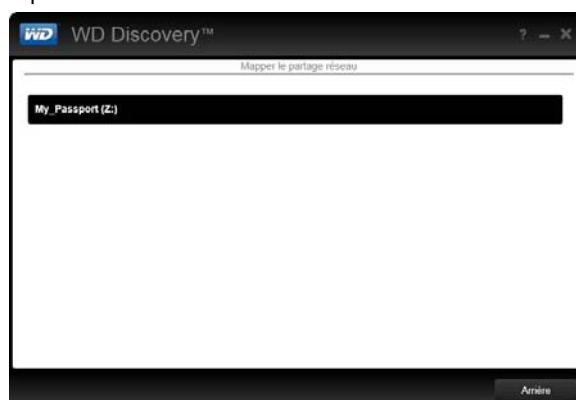 WD WD Discovery™ ? – ×
Mapper le partage réseau
My_Passport (Z:)
Arrière